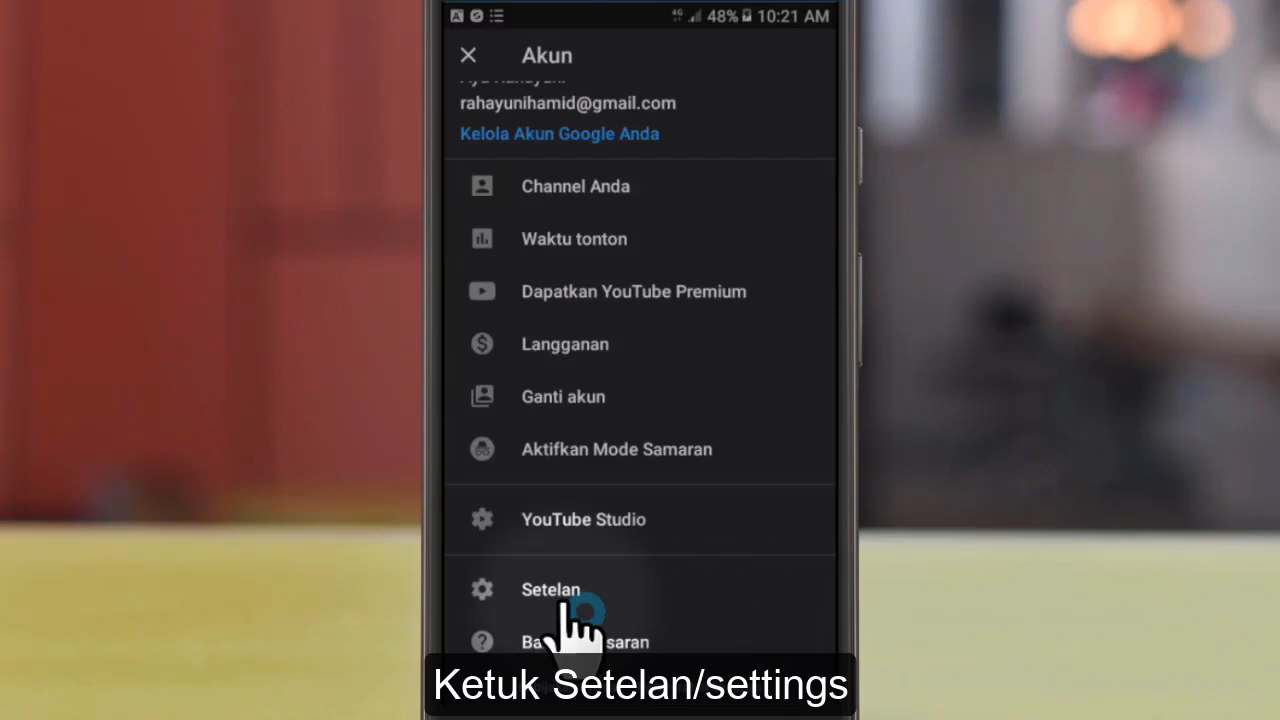 48% 10:21 AM
Akun
rahayunihamid@gmail.com
Kelola Akun Google Anda
Channel Anda
Waktu tonton
Dapatkan YouTube Premium
Langganan
Ganti akun
Aktifkan Mode Samaran
YouTube Studio
Setelan
Ketuk Setelan/settings